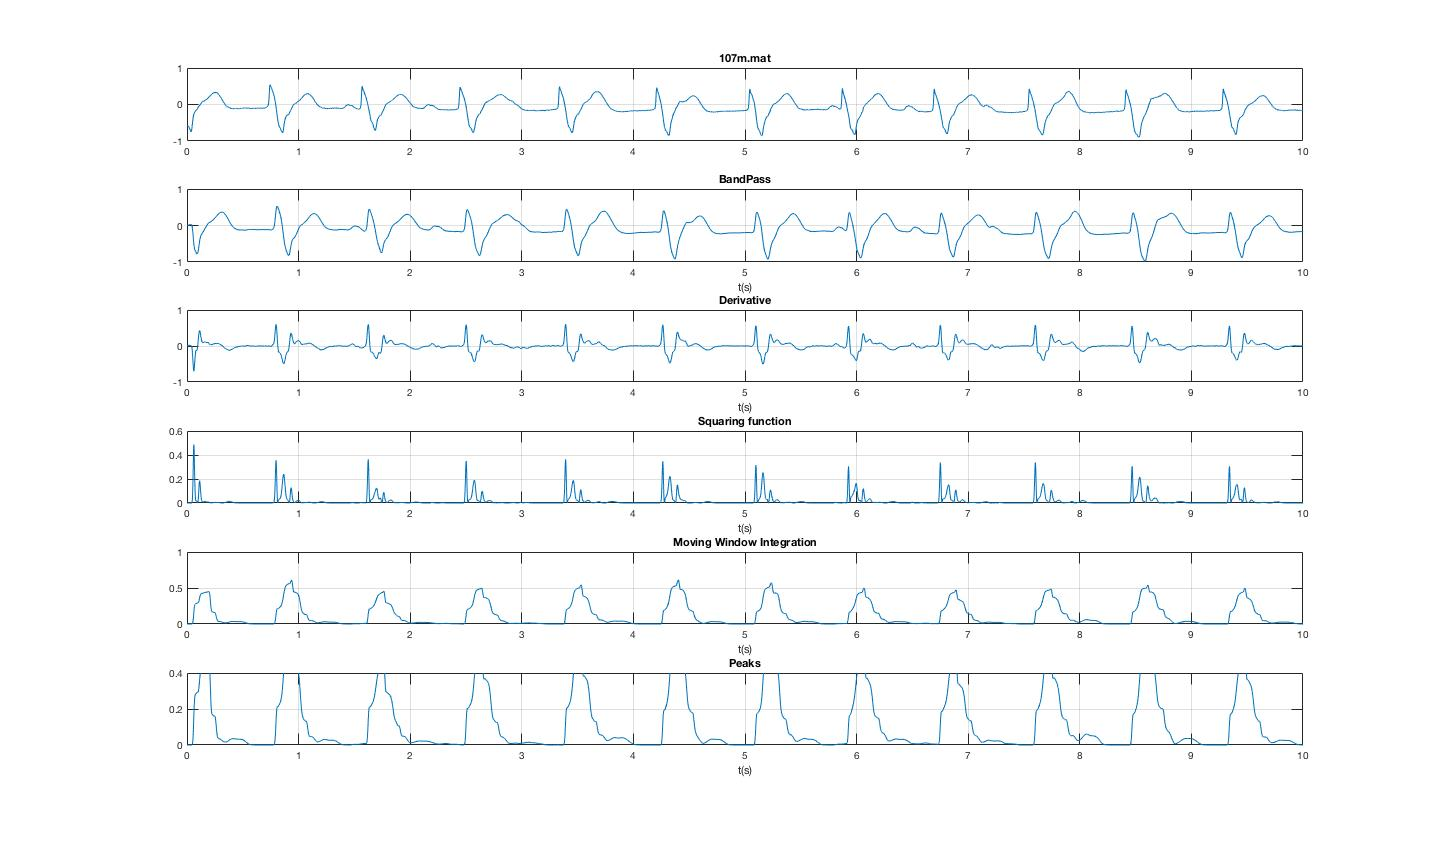 107m.mat
1
0
-1
0 1 2 3 4 5 6 7 8 9 10
BandPass
1
0
-1
0 1 2 3 4 5 6 7 8 9 10
t(s)
Derivative
1
0
-1
0 1 2 3 4 5 6 7 8 9 10
t(s)
Squaring function
0.6
0.4
0.2
0
0 1 2 3 4 5 6 7 8 9 10
t(s)
Moving Window Integration
1
0.5
0
0 1 2 3 4 5 6 7 8 9 10
t(s)
Peaks
0.4
0.2
0
0 1 2 3 4 5 6 7 8 9 10
t(s)